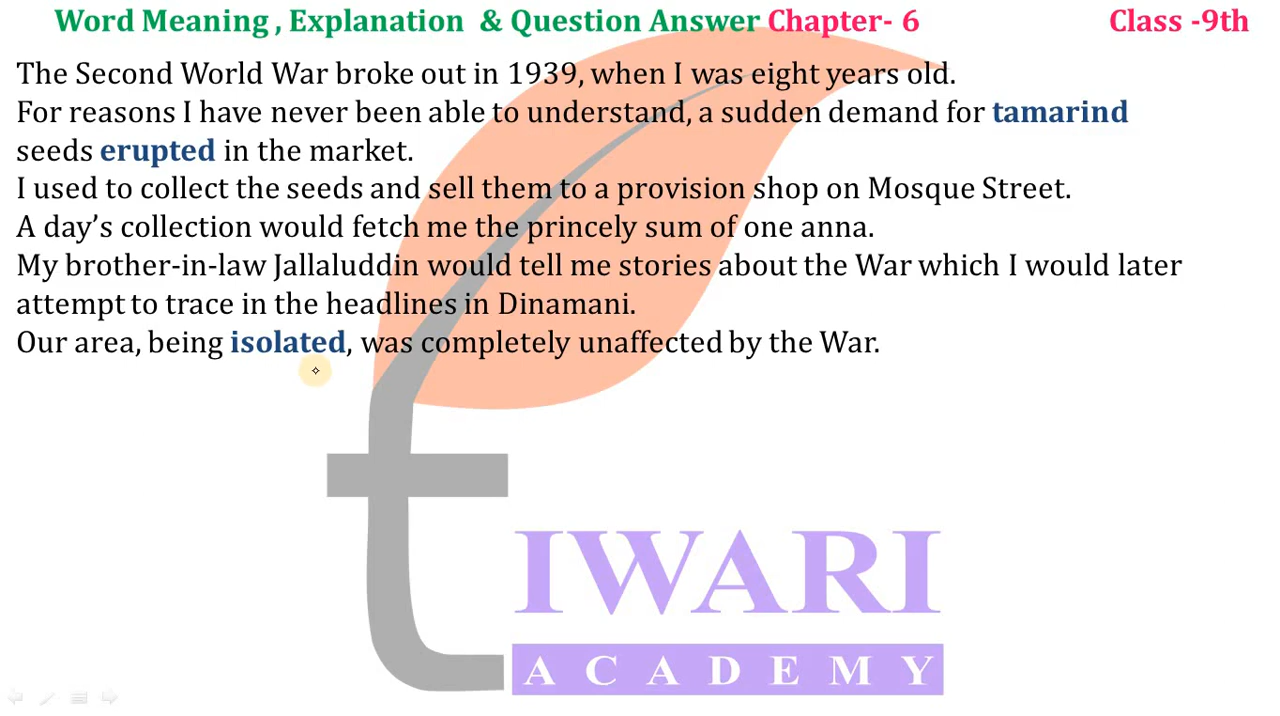 Word Meaning , Explanation & Question Answer Chapter- 6 Class -9th
The Second World War broke out in 1939, when I was eight years old.
For reasons I have never been able to understand, a sudden demand for tamarind
seeds erupted in the market.
I used to collect the seeds and sell them to a provision shop on Mosque Street.
A day’s collection would fetch me the princely sum of one anna.
My brother-in-law Jallaluddin would tell me stories about the War which I would later
attempt to trace in the headlines in Dinamani.
Our area, being isolated, was completely unaffected by the War.
tIWARI
ACADEMY